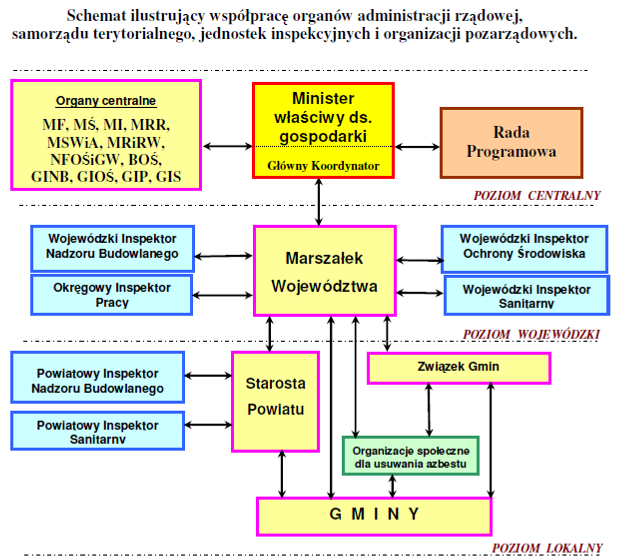 Schemat ilustrujący współpracę organów administracji rządowej,
samorządu terytorialnego, jednostek inspekcyjnych i organizacji pozarządowych.
Organy centralne
MF, MŚ, MI, MRR,
MSWiA, MRiRW,
NFOŚiGW, BOŚ,
GINB, GIOŚ, GIP, GIS
Minister
właściwy ds.
gospodarki
Główny Koordynator
Rada
Programowa
POZIOM CENTRALNY
Wojewódzki Inspektor
Nadzoru Budowlanego
Okręgowy Inspektor
Pracy
Marszałek
Województwa
Wojewódzki Inspektor
Ochrony Środowiska
Wojewódzki Inspektor
Sanitarny
POZIOM WOJEWÓDZKI
Powiatowy Inspektor
Nadzoru Budowlanego
Powiatowy Inspektor
Sanitarny
Starosta
Powiatu
Związek Gmin
Organizacje społeczne
dla usuwania azbestu
G M I N Y
POZIOM LOKALNY